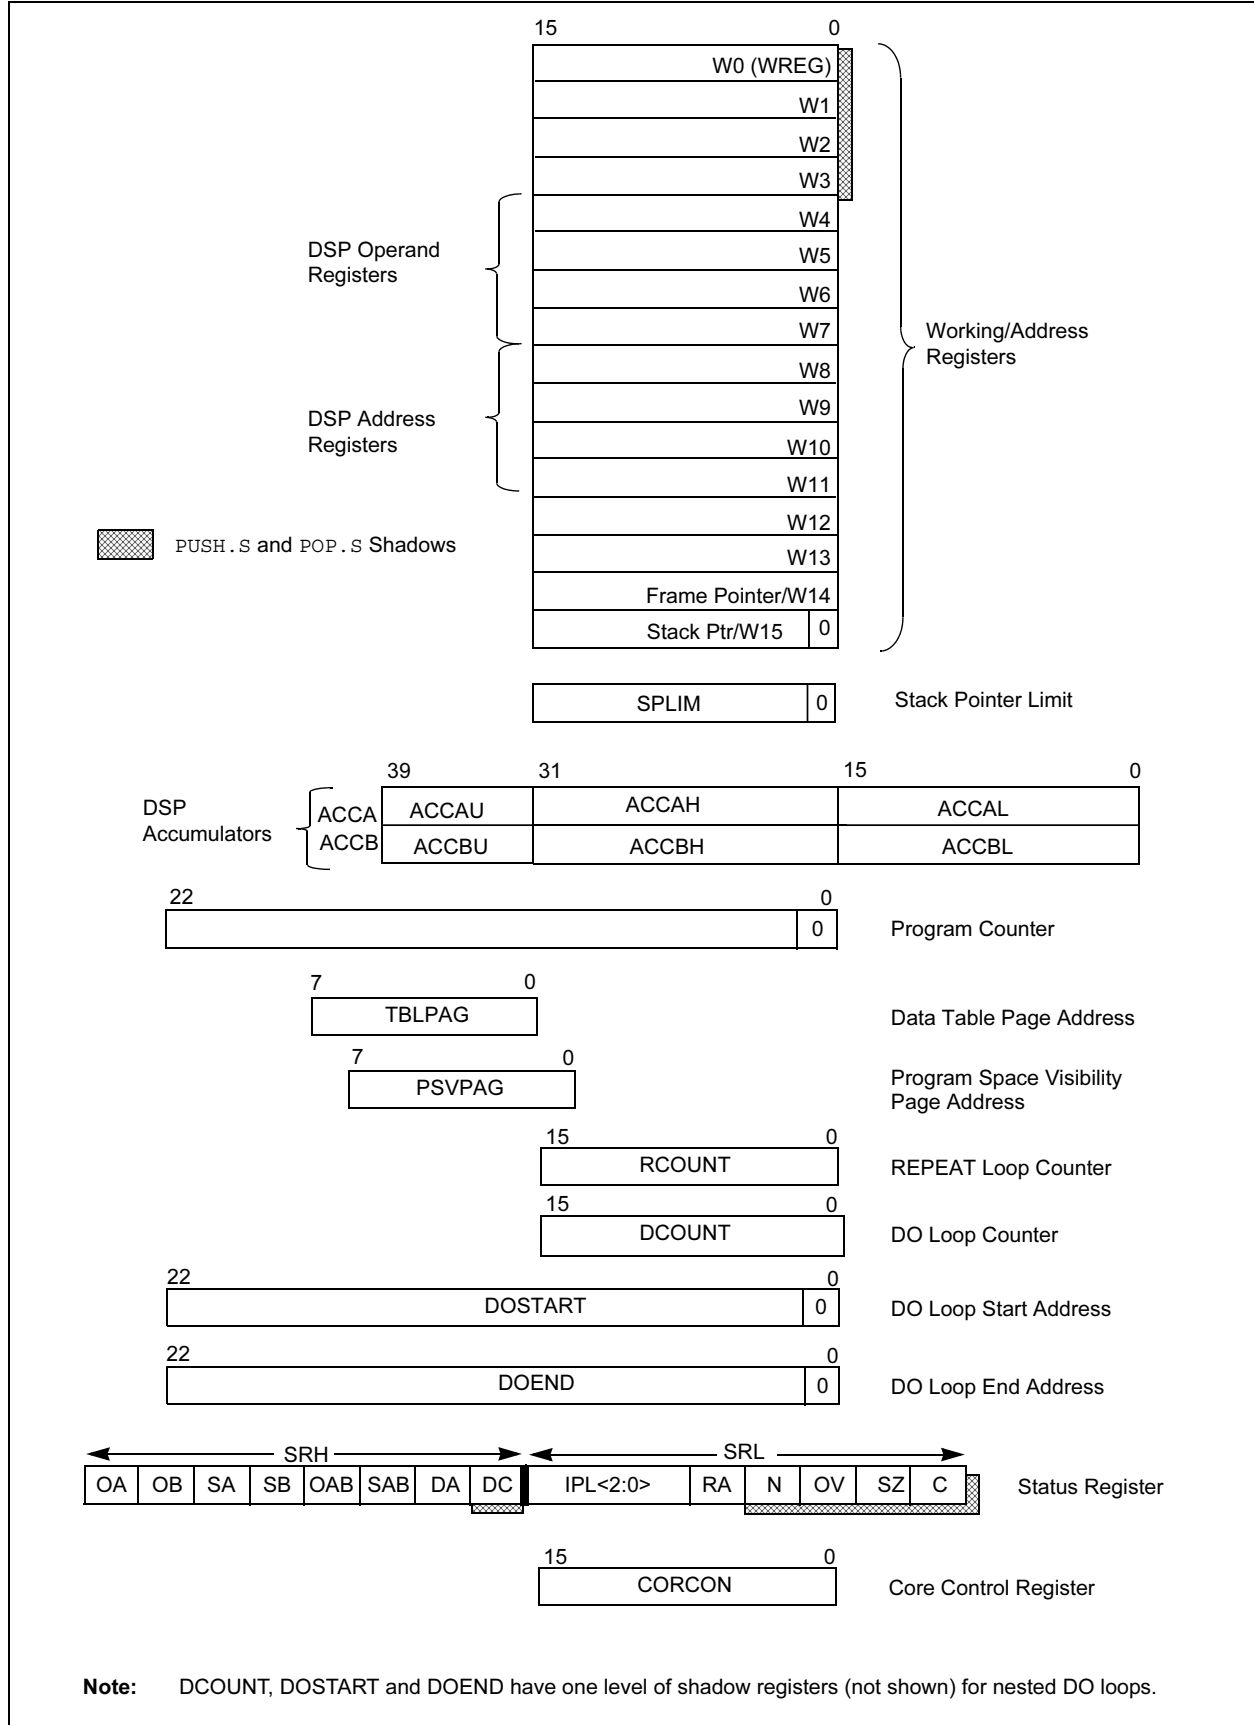 15 0
W0 (WREG)
W1
W2
W3
W4
DSP Operand
Registers
W5
W6
W7
Working/Address
Registers
W8
W9
DSP Address
Registers
W10
W11
W12
PUSH.S and POP.S Shadows
W13
Frame Pointer/W14
Stack Ptr/W15 0
SPLIM 0 Stack Pointer Limit
39 31 15 0
DSP
Accumulators
ACCA ACCAU ACCAH ACCAL
ACCB ACCBU ACCBH ACCBL
22 0
0 Program Counter
7 0
TBLPAG Data Table Page Address
7 0
PSVPAG Program Space Visibility
Page Address
15 0
RCOUNT REPEAT Loop Counter
15 0
DCOUNT DO Loop Counter
22 0
DOSTART 0 DO Loop Start Address
22 0
DOEND 0 DO Loop End Address
SRH SRL
OA OB SA SB OAB SAB DA DC IPL<2:0> RA N OV SZ C Status Register
15 0
CORCON Core Control Register
Note: DCOUNT, DOSTART and DOEND have one level of shadow registers (not shown) for nested DO loops.